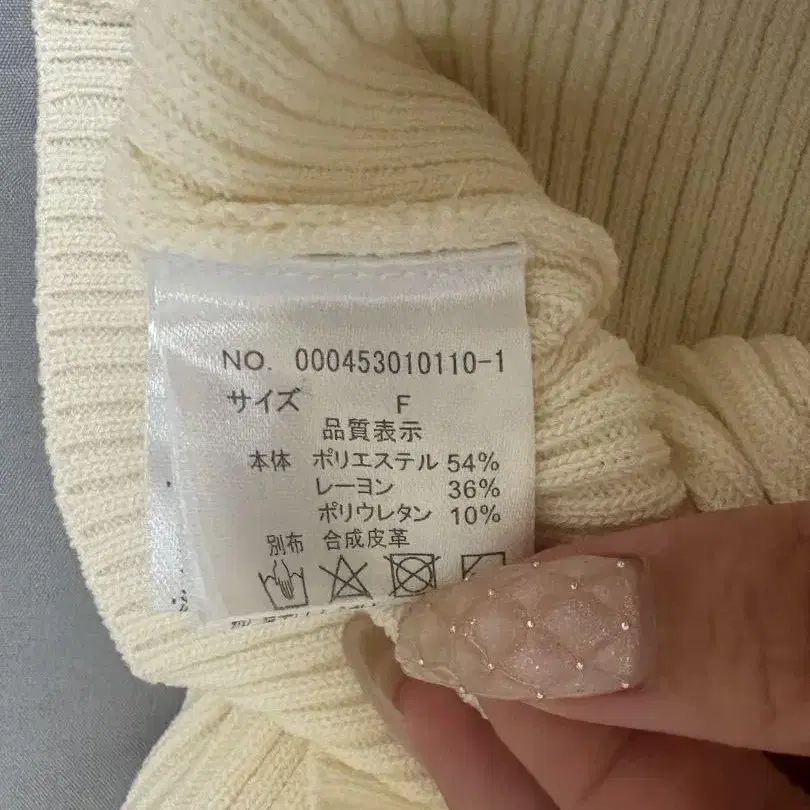 NO. 000453010110-1
サイズ F
品質表示
本体 ポリエステル 54%
レーヨン 36%
ポリウレタン 10%
別布 合成皮革